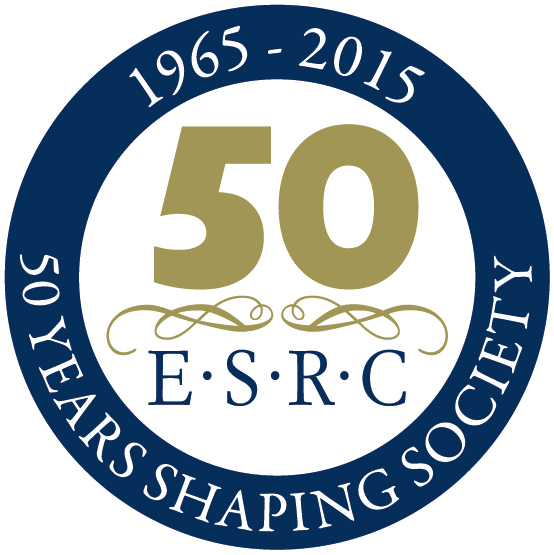 1965 - 2015
50
E·S·R·C
50 YEARS SHAPING SOCIETY